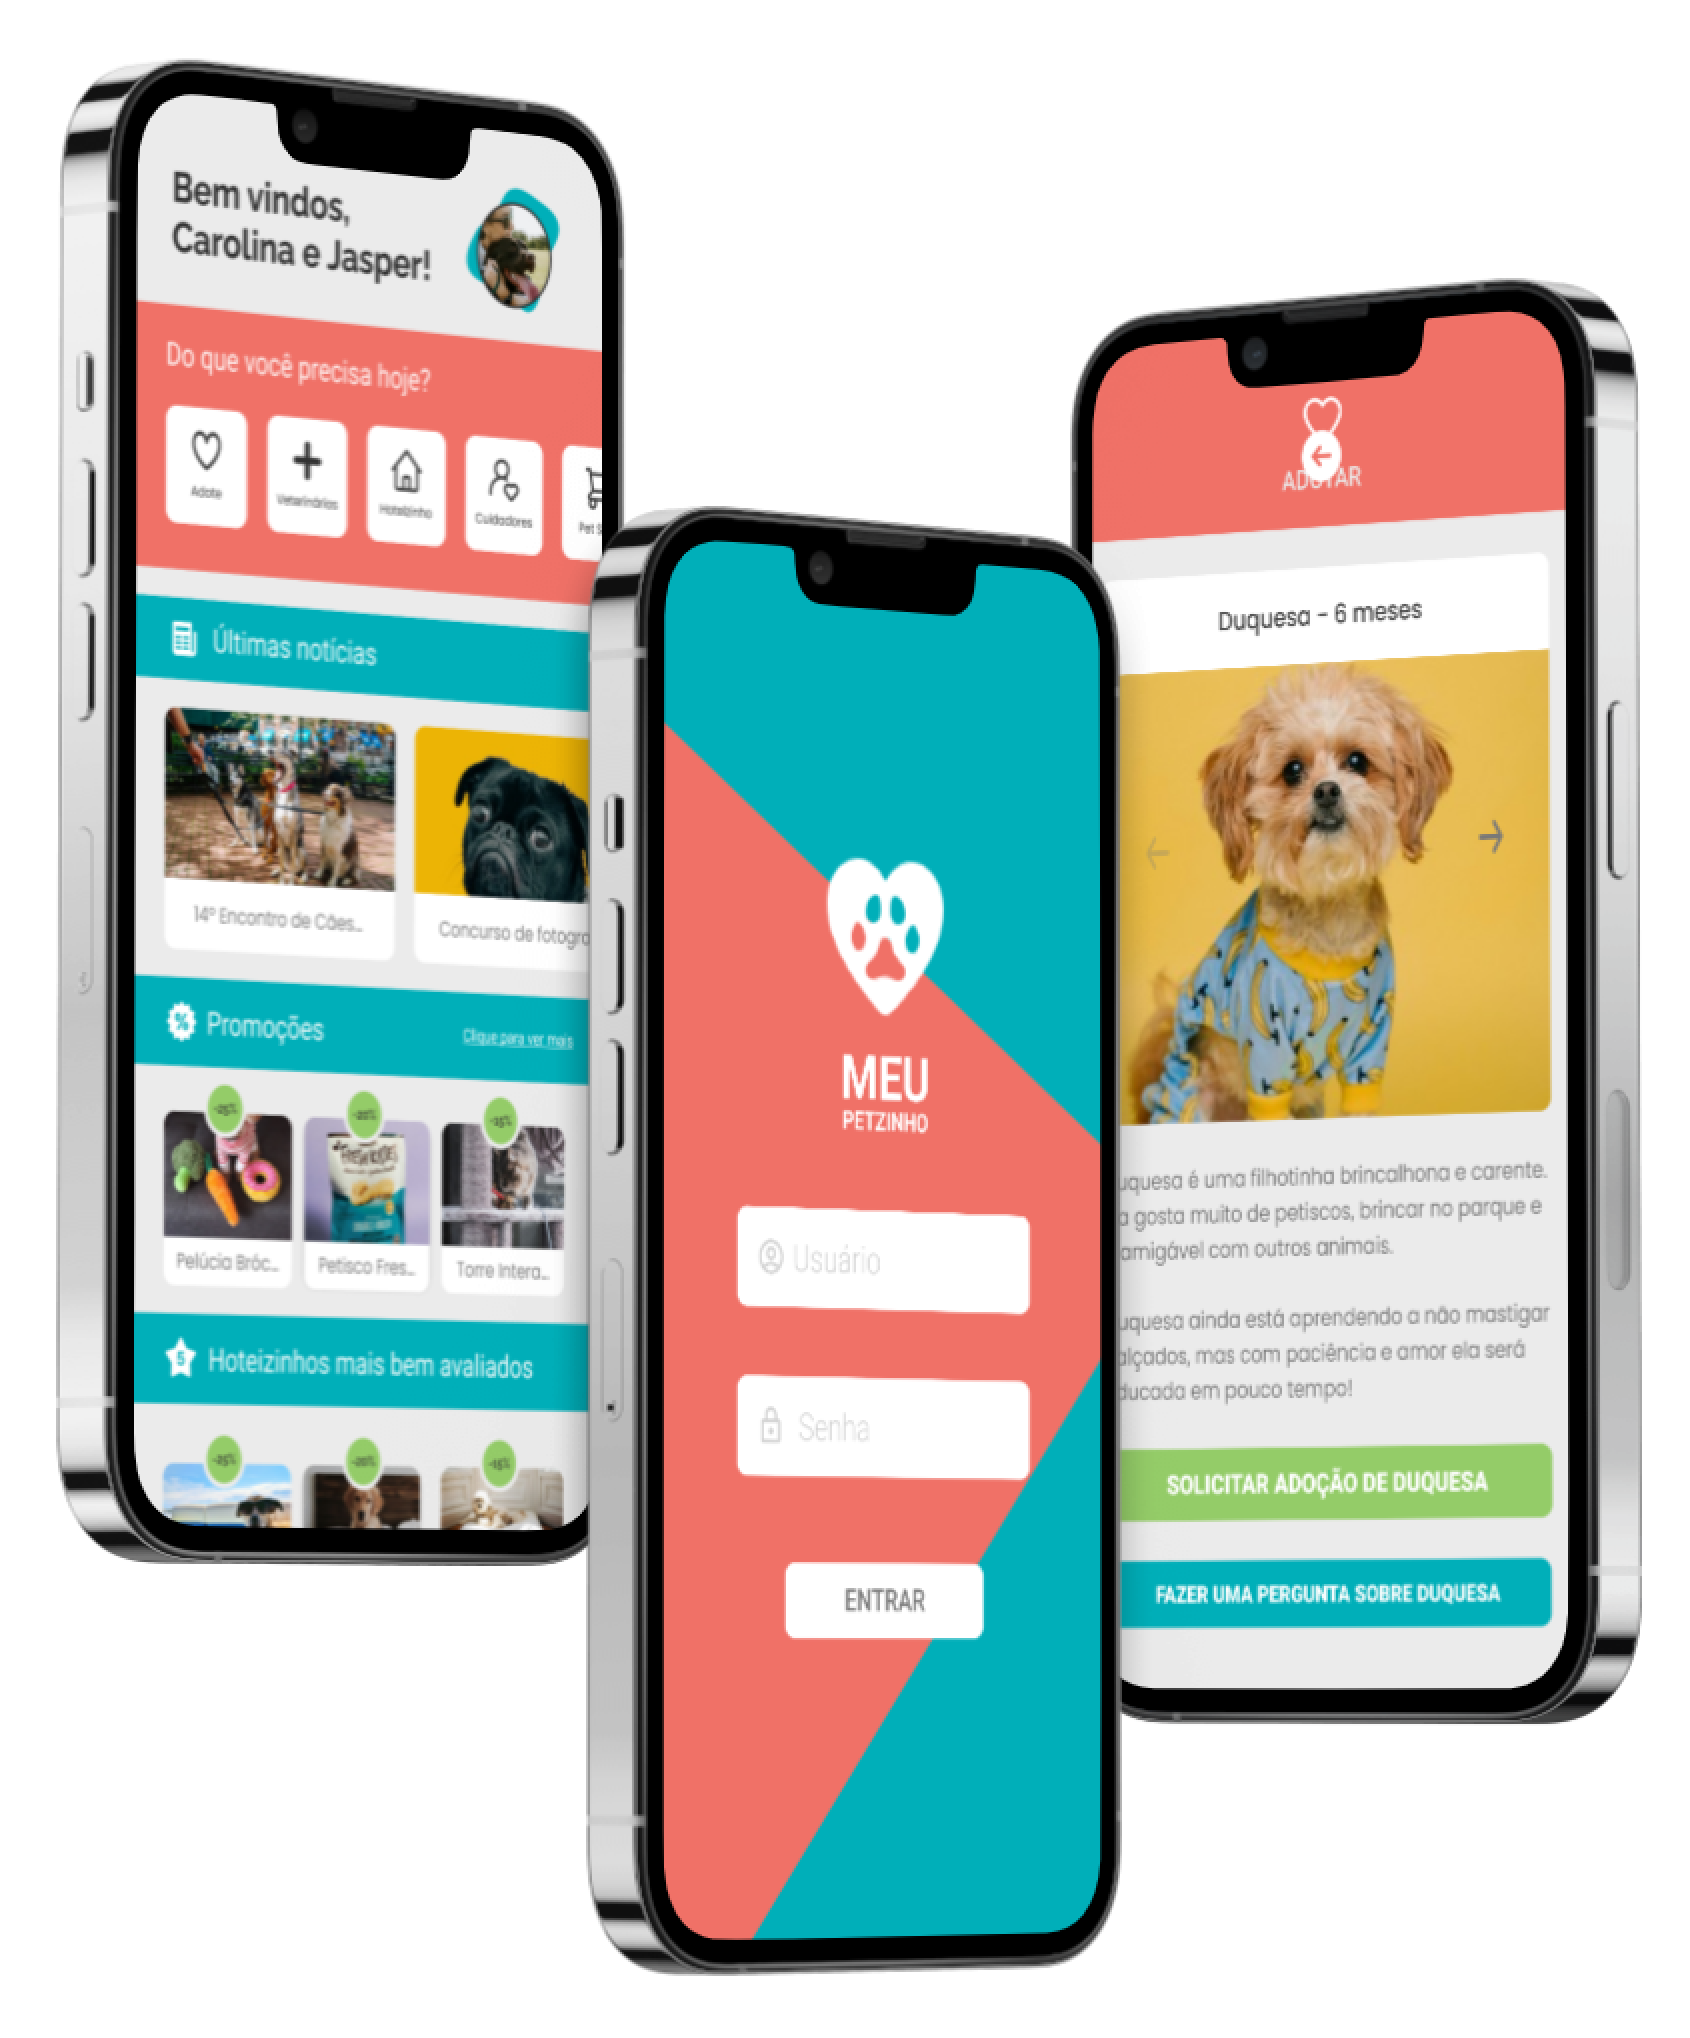 Bem vindos,
Carolina e Jasper!
Do que você precisa hoje?
Adote
Veterinários
Hoteizinho
Cuidadores
Pet S
Últimas notícias
14º Encontro de Cães...
Concurso de fotogra
Promoções
Clique para ver mais
-25%
-20%
-15%
Pelúcia Bróc...
Petisco Fres...
Torre Intera...
5
Hoteizinhos mais bem avaliados
-25%
-20%
-15%
MEU
PETZINHO
Usuário
Senha
ENTRAR
ADOTAR
Duquesa - 6 meses
uquesa é uma filhotinha brincalhona e carente.
a gosta muito de petiscos, brincar no parque e
amigável com outros animais.
uquesa ainda está aprendendo a não mastigar
alçados, mas com paciência e amor ela será
ducada em pouco tempo!
SOLICITAR ADOÇÃO DE DUQUESA
FAZER UMA PERGUNTA SOBRE DUQUESA